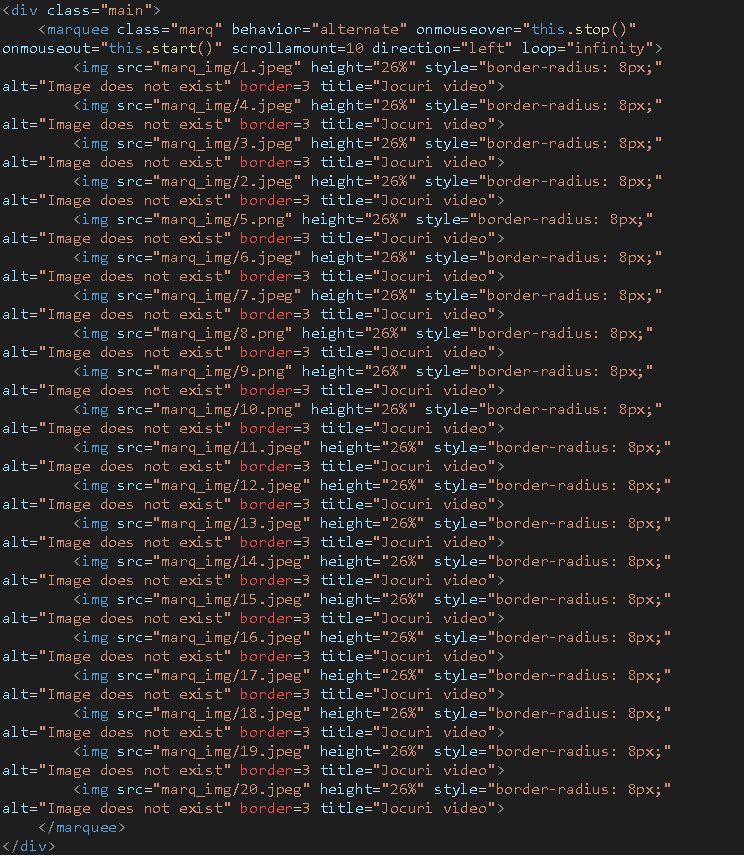 <div class="main">
    <marquee class="marq" behavior="alternate" onmouseover="this.stop()"
onmouseout="this.start()" scrollamount=10 direction="left" loop="infinity">
        <img src="marq_img/1.jpeg" height="26%" style="border-radius: 8px;"
alt="Image does not exist" border=3 title="Jocuri video">
        <img src="marq_img/4.jpeg" height="26%" style="border-radius: 8px;"
alt="Image does not exist" border=3 title="Jocuri video">
        <img src="marq_img/3.jpeg" height="26%" style="border-radius: 8px;"
alt="Image does not exist" border=3 title="Jocuri video">
        <img src="marq_img/2.jpeg" height="26%" style="border-radius: 8px;"
alt="Image does not exist" border=3 title="Jocuri video">
        <img src="marq_img/5.png" height="26%" style="border-radius: 8px;"
alt="Image does not exist" border=3 title="Jocuri video">
        <img src="marq_img/6.jpeg" height="26%" style="border-radius: 8px;"
alt="Image does not exist" border=3 title="Jocuri video">
        <img src="marq_img/7.jpeg" height="26%" style="border-radius: 8px;"
alt="Image does not exist" border=3 title="Jocuri video">
        <img src="marq_img/8.png" height="26%" style="border-radius: 8px;"
alt="Image does not exist" border=3 title="Jocuri video">
        <img src="marq_img/9.png" height="26%" style="border-radius: 8px;"
alt="Image does not exist" border=3 title="Jocuri video">
        <img src="marq_img/10.png" height="26%" style="border-radius: 8px;"
alt="Image does not exist" border=3 title="Jocuri video">
        <img src="marq_img/11.jpeg" height="26%" style="border-radius: 8px;"
alt="Image does not exist" border=3 title="Jocuri video">
        <img src="marq_img/12.jpeg" height="26%" style="border-radius: 8px;"
alt="Image does not exist" border=3 title="Jocuri video">
        <img src="marq_img/13.jpeg" height="26%" style="border-radius: 8px;"
alt="Image does not exist" border=3 title="Jocuri video">
        <img src="marq_img/14.jpeg" height="26%" style="border-radius: 8px;"
alt="Image does not exist" border=3 title="Jocuri video">
        <img src="marq_img/15.jpeg" height="26%" style="border-radius: 8px;"
alt="Image does not exist" border=3 title="Jocuri video">
        <img src="marq_img/16.jpeg" height="26%" style="border-radius: 8px;"
alt="Image does not exist" border=3 title="Jocuri video">
        <img src="marq_img/17.jpeg" height="26%" style="border-radius: 8px;"
alt="Image does not exist" border=3 title="Jocuri video">
        <img src="marq_img/18.jpeg" height="26%" style="border-radius: 8px;"
alt="Image does not exist" border=3 title="Jocuri video">
        <img src="marq_img/19.jpeg" height="26%" style="border-radius: 8px;"
alt="Image does not exist" border=3 title="Jocuri video">
        <img src="marq_img/20.jpeg" height="26%" style="border-radius: 8px;"
alt="Image does not exist" border=3 title="Jocuri video">
    </marquee>
</div>